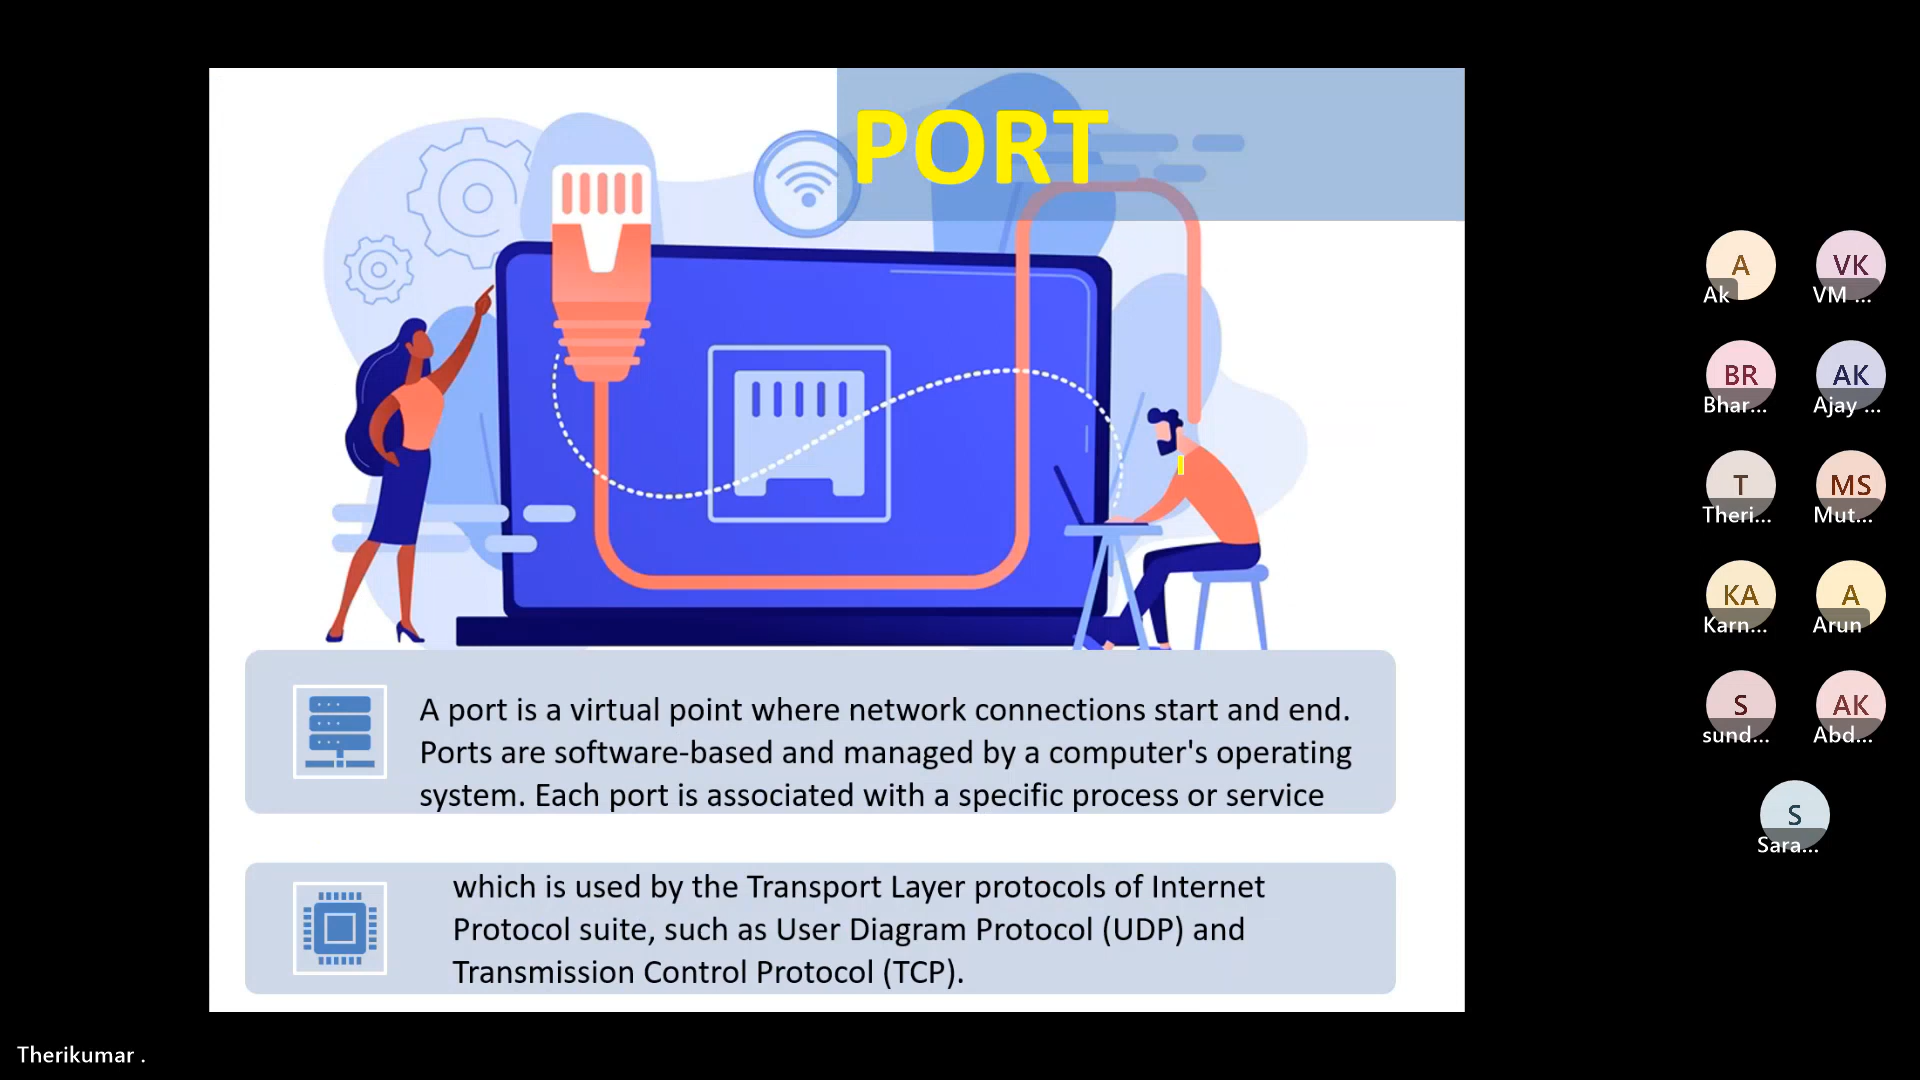 PORT
A port is a virtual point where network connections start and end.
Ports are software-based and managed by a computer's operating
system. Each port is associated with a specific process or service
which is used by the Transport Layer protocols of Internet
Protocol suite, such as User Diagram Protocol (UDP) and
Transmission Control Protocol (TCP).
A
Ak
VK
VM ...
BR
Bhar...
AK
Ajay ...
T
Theri...
MS
Mut...
KA
Karn...
A
Arun
S
sund...
AK
Abd...
S
Sara...
Therikumar .